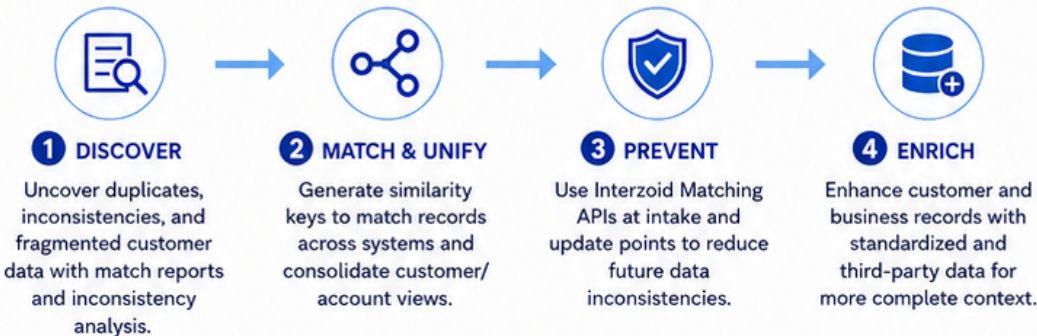 1 DISCOVER
Uncover duplicates,
inconsistencies, and
fragmented customer
data with match reports
and inconsistency
analysis.
2 MATCH & UNIFY
Generate similarity
keys to match records
across systems and
consolidate customer/
account views.
3 PREVENT
Use Interzoid Matching
APIs at intake and
update points to reduce
future data
inconsistencies.
4 ENRICH
Enhance customer and
business records with
standardized and
third-party data for
more complete context.